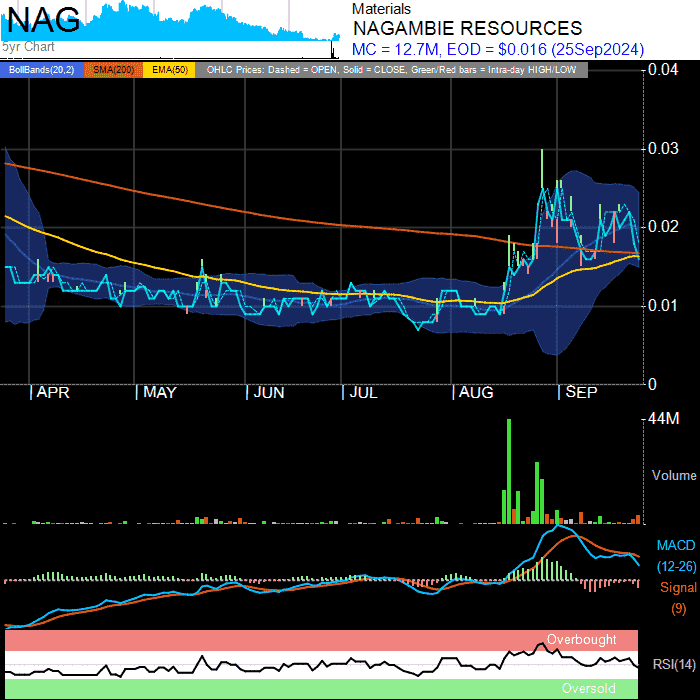 NAG
5yr Chart
Materials
NAGAMBIE RESOURCES
MC = 12.7M, EOD = $0.016 (25Sep2024)
BollBands(20,2) SMA(200) EMA(50) OHLC Prices: Dashed = OPEN, Solid = CLOSE, Green/Red bars = Intra-day HIGH/LOW
0.04
0.03
0.02
0.01
0
APR MAY JUN JUL AUG SEP
44M
Volume
MACD
(12-26)
Signal
(9)
Overbought
RSI(14)
Oversold